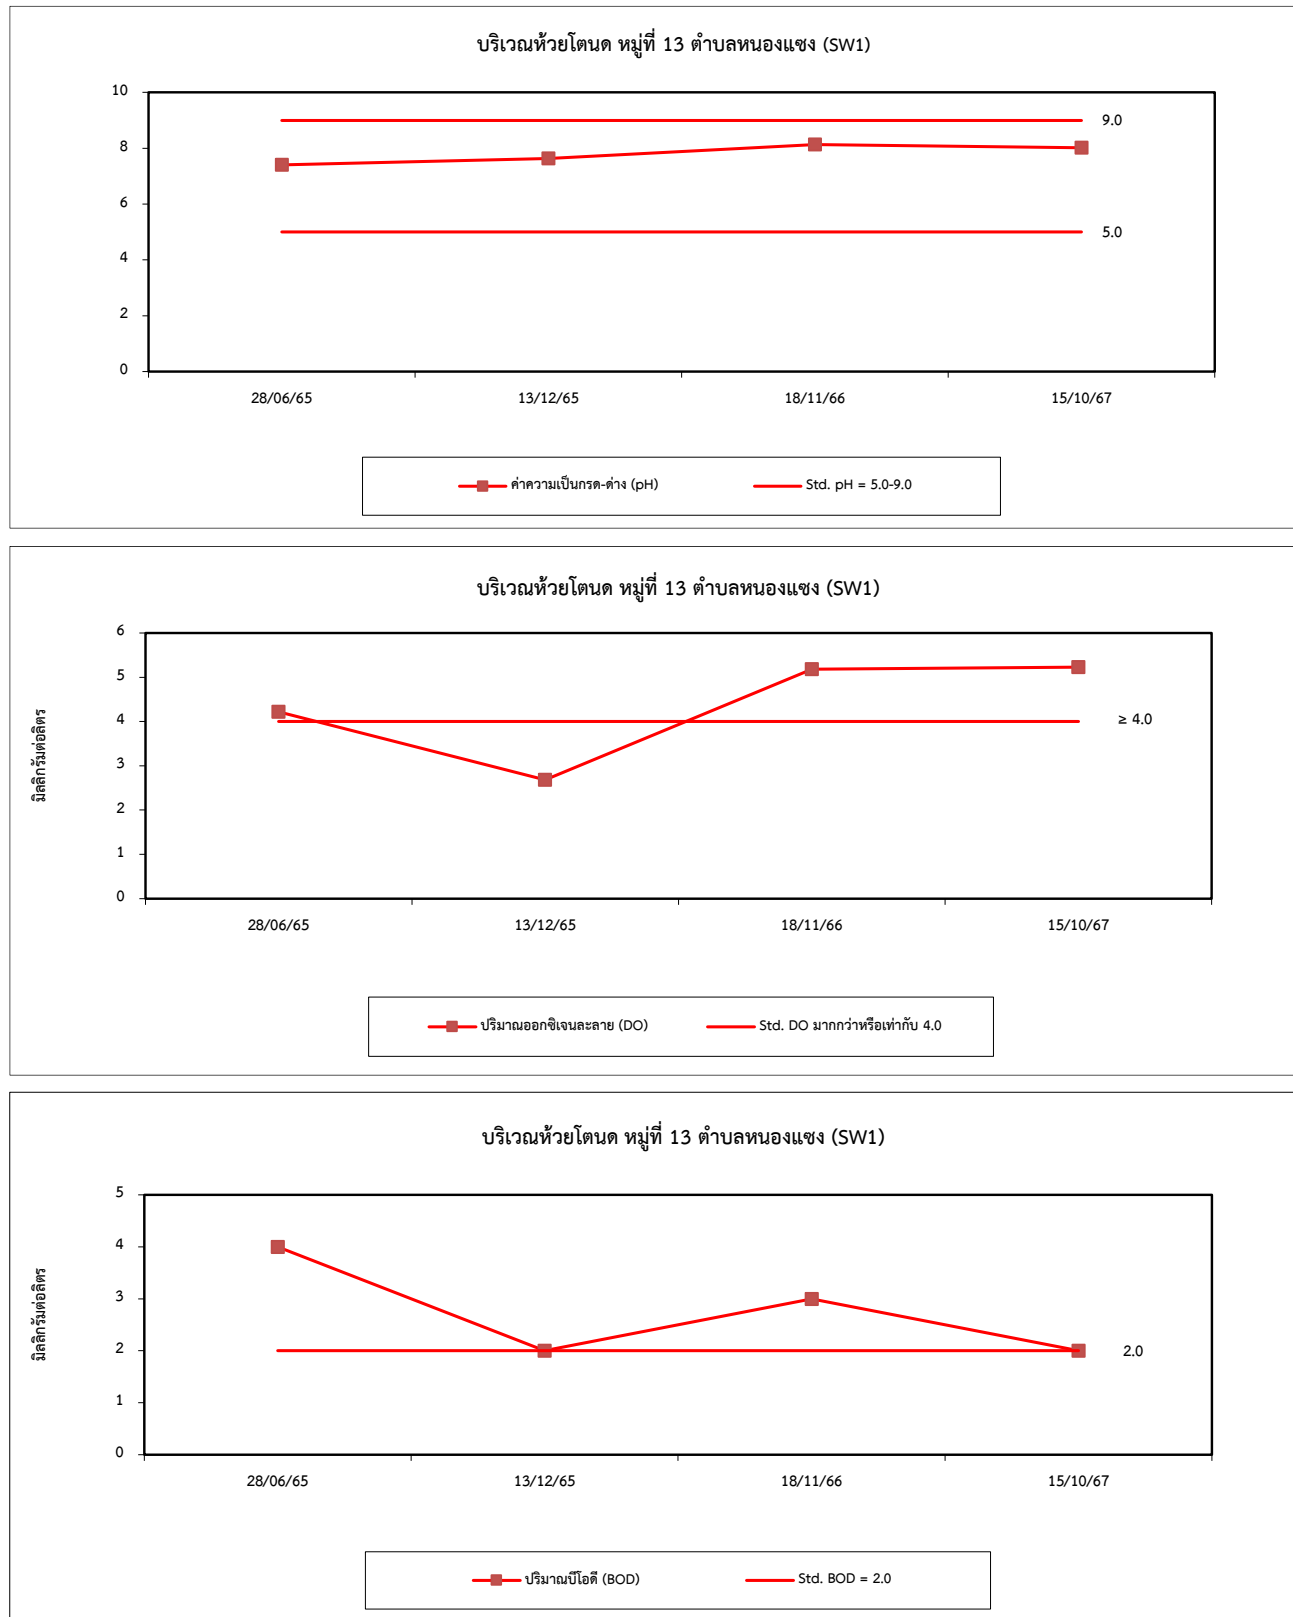 บริเวณห้วยโตนด หมู่ที่ 13 ตำบลหนองแซง (SW1)
10
9.0
8
6
5.0
4
2
0
28/06/65 13/12/65 18/11/66 15/10/67
ค่าความเป็นกรด-ด่าง (pH) Std. pH = 5.0-9.0
บริเวณห้วยโตนด หมู่ที่ 13 ตำบลหนองแซง (SW1)
มิลลิกรัมต่อลิตร
6
5
4
≥ 4.0
3
2
1
0
28/06/65 13/12/65 18/11/66 15/10/67
ปริมาณออกซิเจนละลาย (DO) Std. DO มากกว่าหรือเท่ากับ 4.0
บริเวณห้วยโตนด หมู่ที่ 13 ตำบลหนองแซง (SW1)
มิลลิกรัมต่อลิตร
5
4
3
2
2.0
1
0
28/06/65 13/12/65 18/11/66 15/10/67
ปริมาณบีโอดี (BOD) Std. BOD = 2.0